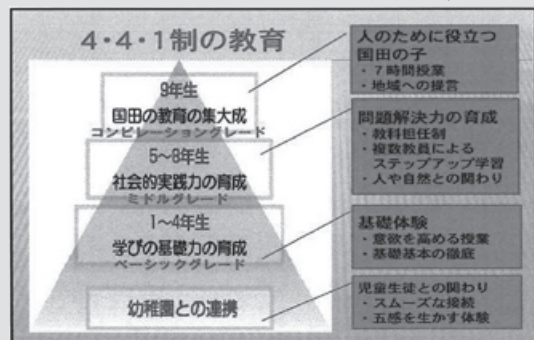 4・4・1制の教育
9年生
国田の教育の集大成
コンピレーショングレード
5~8年生
社会的実践力の育成
ミドルグレード
1~4年生
学びの基礎力の育成
ベーシックグレード
幼稚園との連携
人のために役立つ
国田の子
・7時間授業
・地域への提言
問題解決力の育成
・教科担任制
・複数教員による
ステップアップ学習
・人や自然との関わり
基礎体験
・意欲を高める授業
・基礎基本の徹底
児童生徒との関わり
・スムーズな接続
・五感を生かす体験